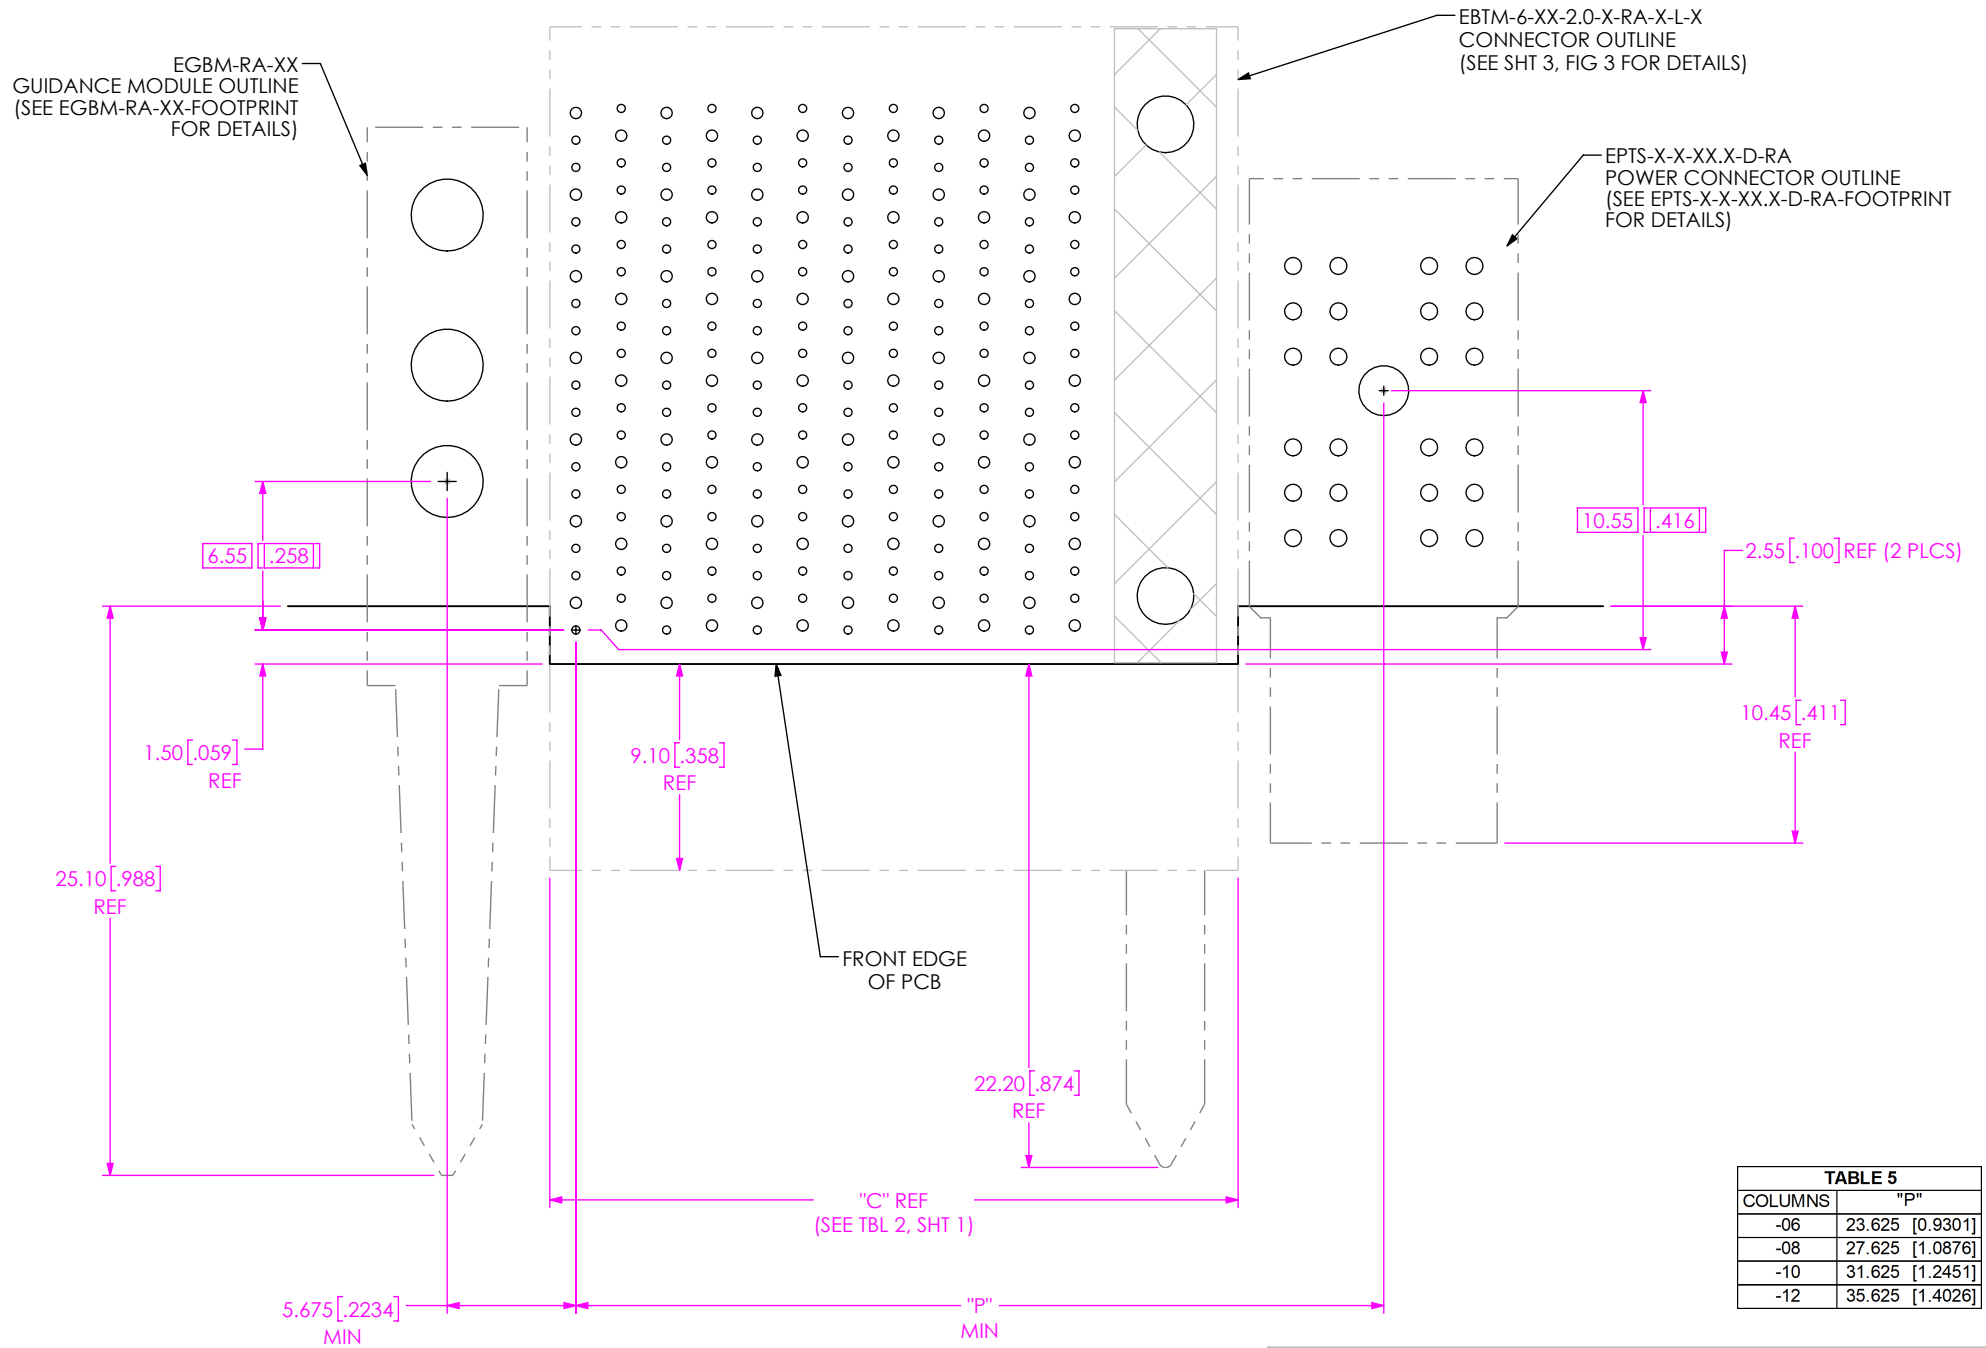 EBTM-6-XX-2.0-X-RA-X-L-X
CONNECTOR OUTLINE
(SEE SHT 3, FIG 3 FOR DETAILS)
EGBM-RA-XX
GUIDANCE MODULE OUTLINE
(SEE EGBM-RA-XX-FOOTPRINT
FOR DETAILS)
EPTS-X-X-XX.X-D-RA
POWER CONNECTOR OUTLINE
(SEE EPTS-X-X-XX.X-D-RA-FOOTPRINT
FOR DETAILS)
6.55 [.258]
10.55 [.416]
2.55[.100] REF (2 PLCS)
1.50[.059]
REF
9.10[.358]
REF
10.45[.411]
REF
25.10[.988]
REF
FRONT EDGE
OF PCB
22.20[.874]
REF
"C" REF
(SEE TBL 2, SHT 1)
5.675[.2234]
MIN
"P"
MIN
TABLE 5
COLUMNS "P"
-06 23.625 [0.9301]
-08 27.625 [1.0876]
-10 31.625 [1.2451]
-12 35.625 [1.4026]